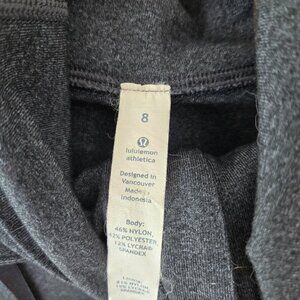 8
lululemon
athletica
Designed in
Vancouver
Made in
Indonesia
Body:
46% NYLON,
42% POLYESTER,
12% LYCRA®
SPANDEX